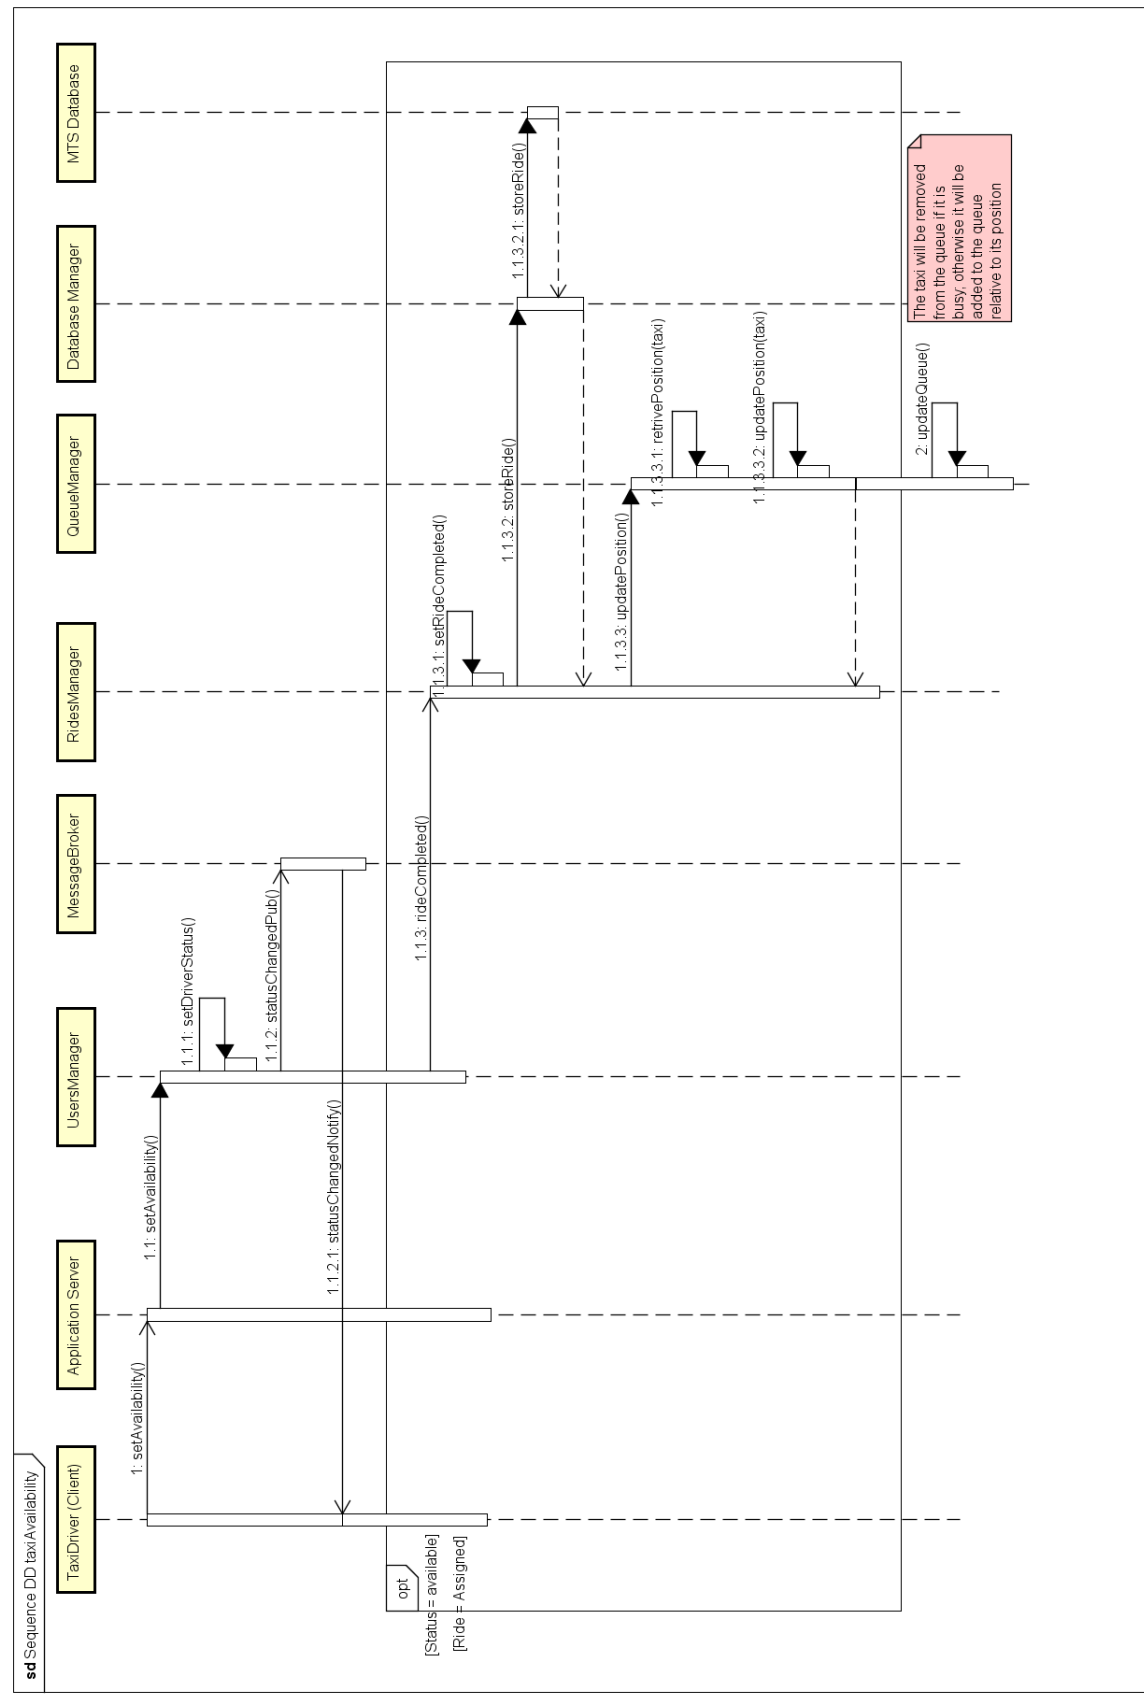 sd Sequence DD taxiAvailability
TaxiDriver (Client)
Application Server
UsersManager
MessageBroker
RidesManager
QueueManager
Database Manager
MTS Database
1: setAvailability()
1.1: setAvailability()
1.1.1: setDriverStatus()
1.1.2: statusChangedPub()
1.1.2.1: statusChangedNotify()
opt
[Status = available]
[Ride = Assigned]
1.1.3: rideCompleted()
1.1.3.1: setRideCompleted()
1.1.3.2: storeRide()
1.1.3.2.1: storeRide()
1.1.3.3: updatePosition()
1.1.3.3.1: retrivePosition(taxi)
1.1.3.3.2: updatePosition(taxi)
2: updateQueue()
The taxi will be removed
from the queue if it is
busy; otherwise it will be
added to the queue
relative to its position